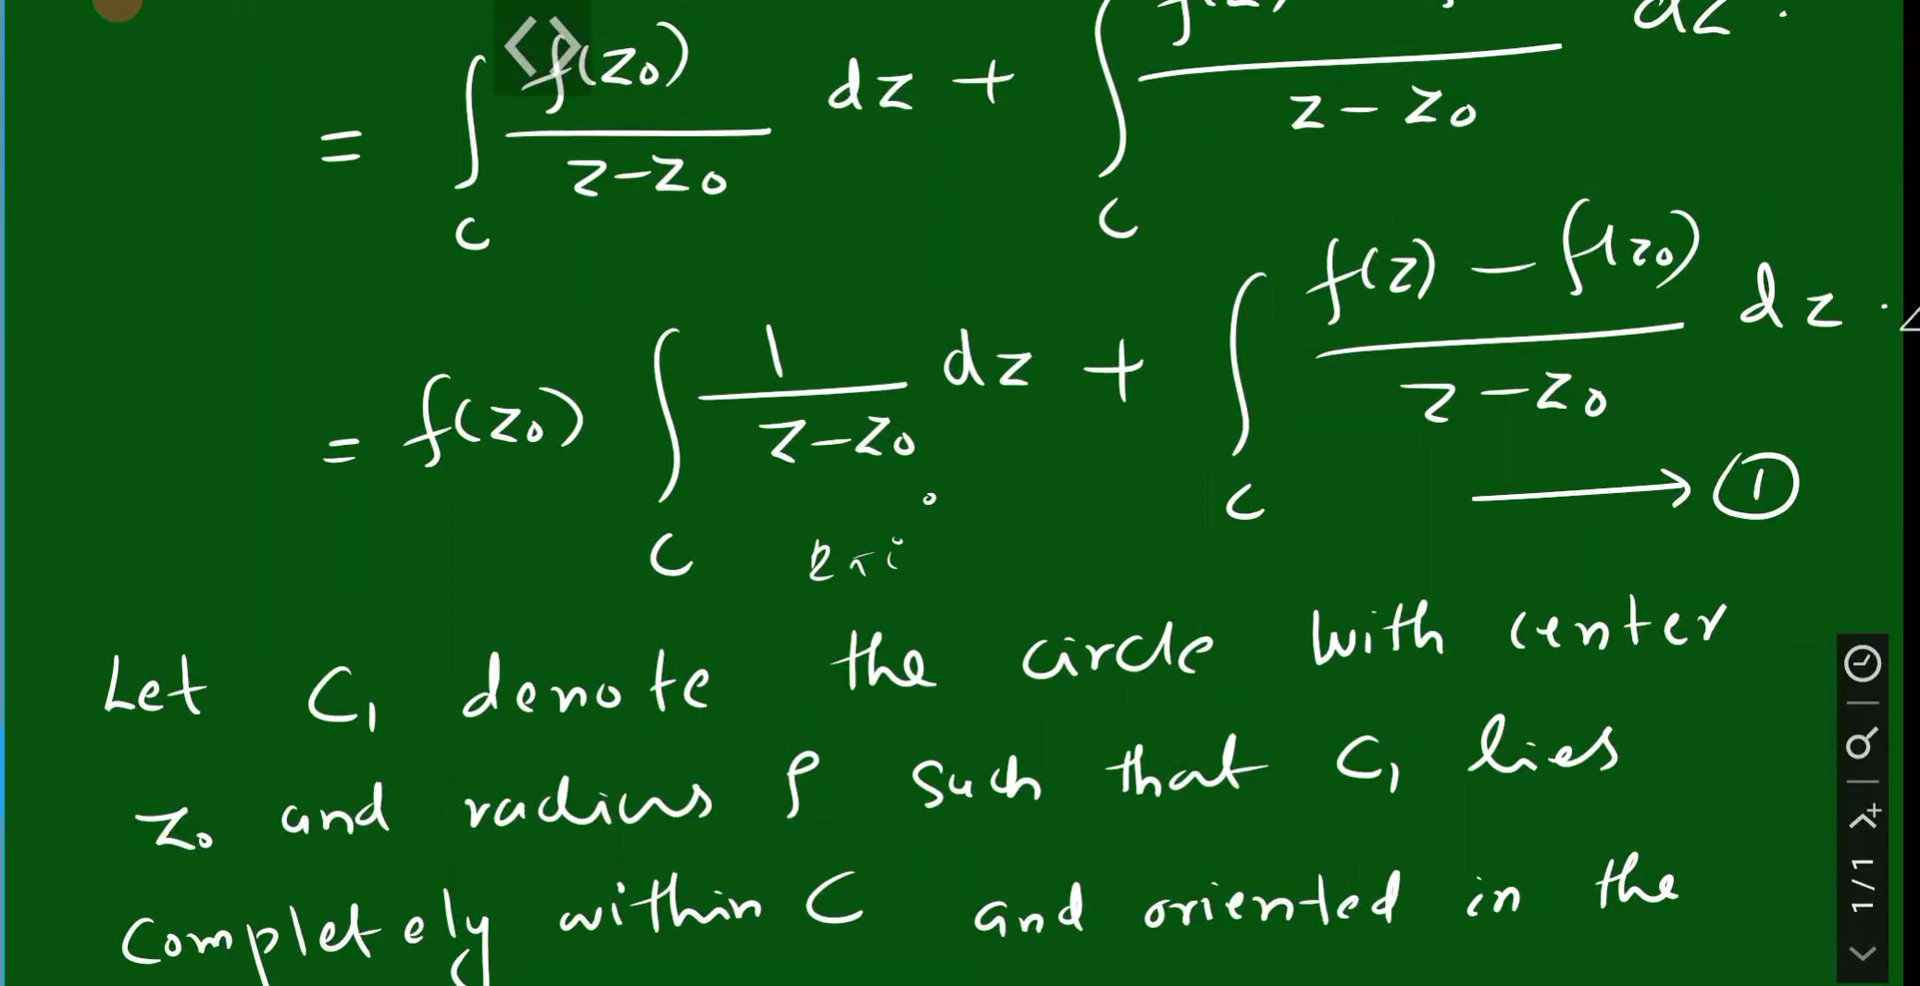 = ∫_C f(z₀)/(z-z₀) dz + ∫_C /(z-z₀) dz.
= f(z₀) ∫_C 1/(z-z₀) dz + ∫_C (f(z) - f(z₀))/(z-z₀) dz.
→ ①
2πi
Let C₁ denote the circle with center
z₀ and radius ρ such that C₁ lies
completely within C and oriented in the
1/1